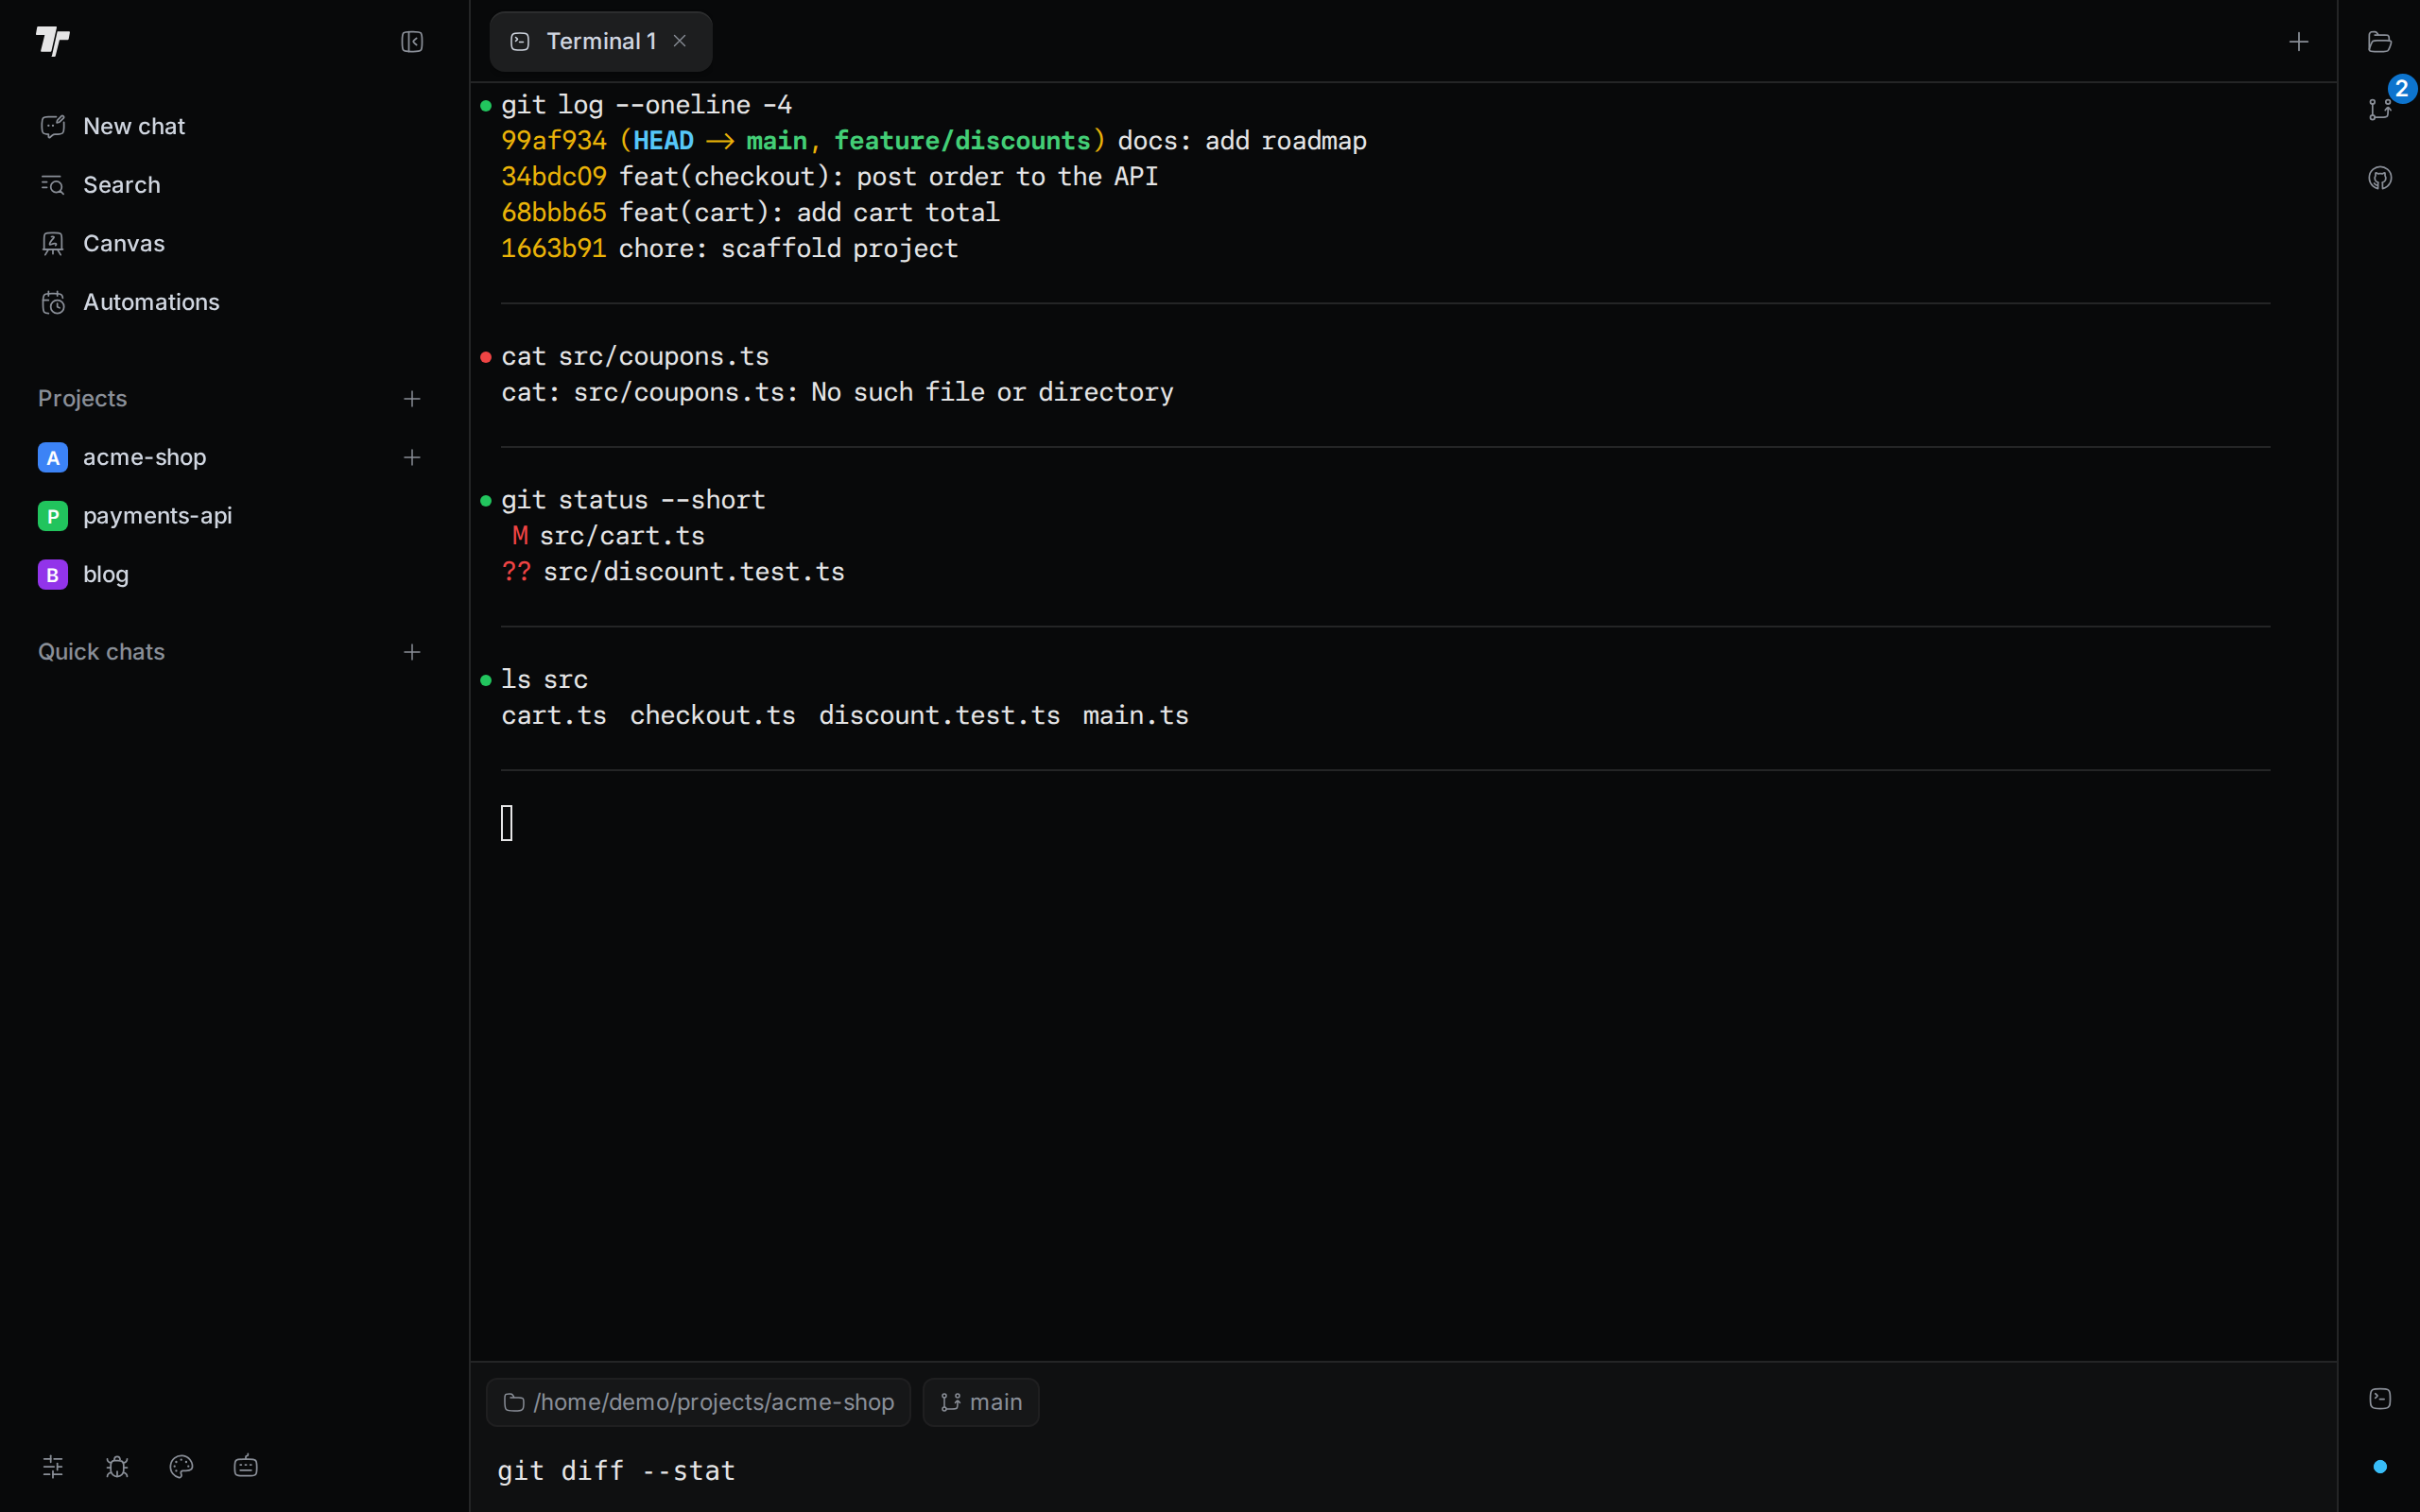 New chat
Search
Canvas
Automations
Projects
A acme-shop
P payments-api
B blog
Quick chats
Terminal 1
git log --oneline -4
99af934 (HEAD -> main, feature/discounts) docs: add roadmap
34bdc09 feat(checkout): post order to the API
68bbb65 feat(cart): add cart total
1663b91 chore: scaffold project
cat src/coupons.ts
cat: src/coupons.ts: No such file or directory
git status --short
M src/cart.ts
?? src/discount.test.ts
ls src
cart.ts checkout.ts discount.test.ts main.ts
/home/demo/projects/acme-shop main
git diff --stat
2